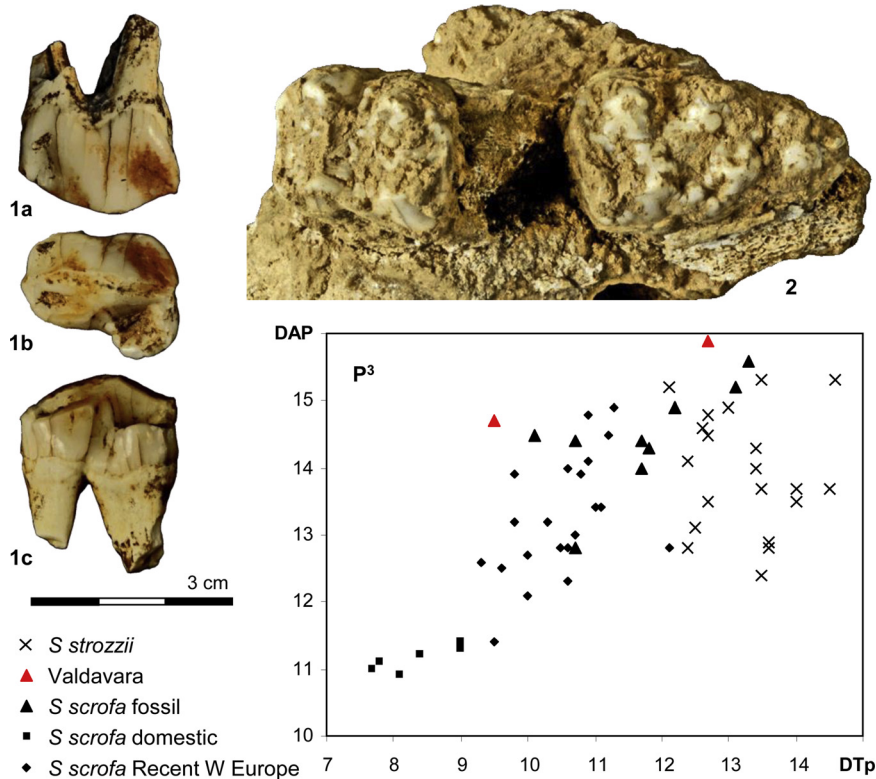 1a
1b
1c
2
3 cm
S strozzii
Valdavara
S scrofa fossil
S scrofa domestic
S scrofa Recent W Europe
DAP
P³
15
14
13
12
11
10
7 8 9 10 11 12 13 14 DTp